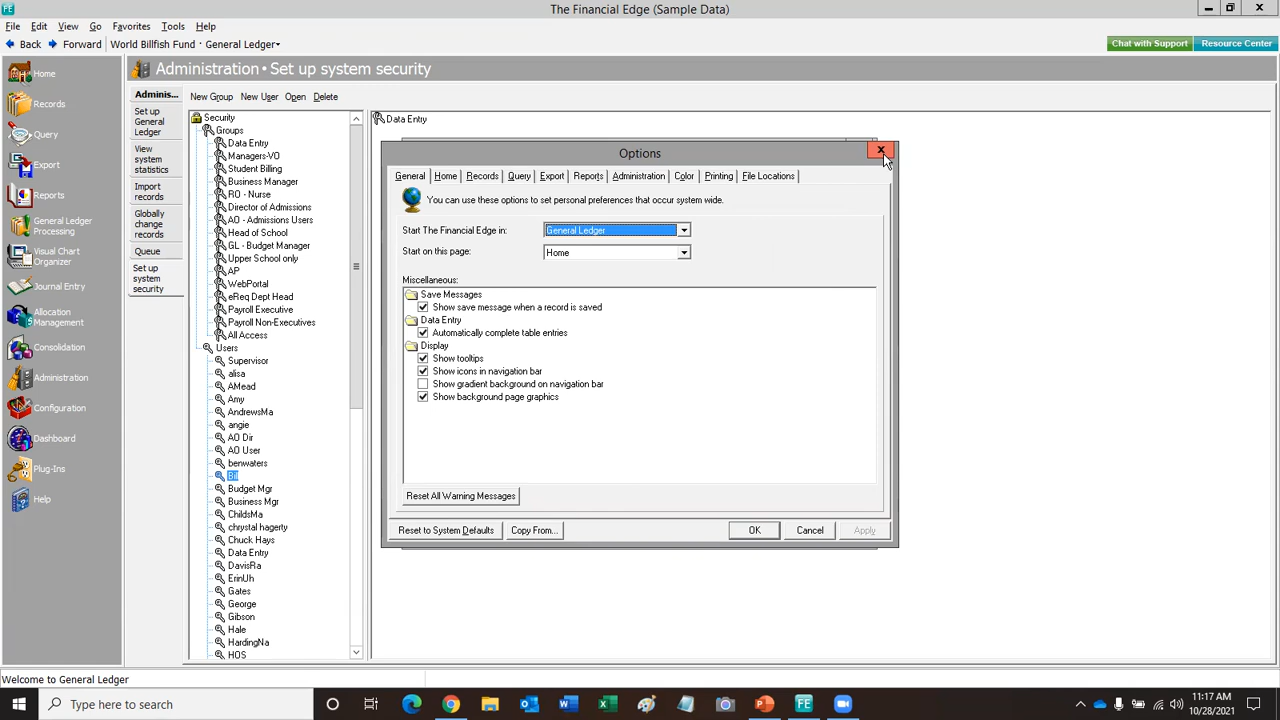 FE
The Financial Edge (Sample Data)
File Edit View Go Favorites Tools Help
Back Forward World Billfish Fund · General Ledger
Chat with Support Resource Center
Home
Records
Query
Export
Reports
General Ledger
Processing
Visual Chart
Organizer
Journal Entry
Allocation
Management
Consolidation
Administration
Configuration
Dashboard
Plug-Ins
Help
Administration • Set up system security
Adminis...
Set up
General
Ledger
View
system
statistics
Import
records
Globally
change
records
Queue
Set up
system
security
New Group New User Open Delete
Security
Groups
Data Entry
Managers-VO
Student Billing
Business Manager
RO - Nurse
Director of Admissions
AO - Admissions Users
Head of School
GL - Budget Manager
Upper School only
AP
WebPortal
eReq Dept Head
Payroll Executive
Payroll Non-Executives
All Access
Users
Supervisor
alisa
AMead
Amy
AndrewsMa
angie
AO Dir
AO User
benwaters
Bill
Budget Mgr
Business Mgr
ChildsMa
chrystal hagerty
Chuck Hays
Data Entry
DavisRa
ErinUh
Gates
George
Gibson
Hale
HardingNa
HOS
Data Entry
Options
X
General Home Records Query Export Reports Administration Color Printing File Locations
You can use these options to set personal preferences that occur system wide.
Start The Financial Edge in: General Ledger
Start on this page: Home
Miscellaneous:
Save Messages
Show save message when a record is saved
Data Entry
Automatically complete table entries
Display
Show tooltips
Show icons in navigation bar
Show gradient background on navigation bar
Show background page graphics
Reset All Warning Messages
Reset to System Defaults Copy From... OK Cancel Apply
Welcome to General Ledger
Type here to search
FE
11:17 AM
10/28/2021